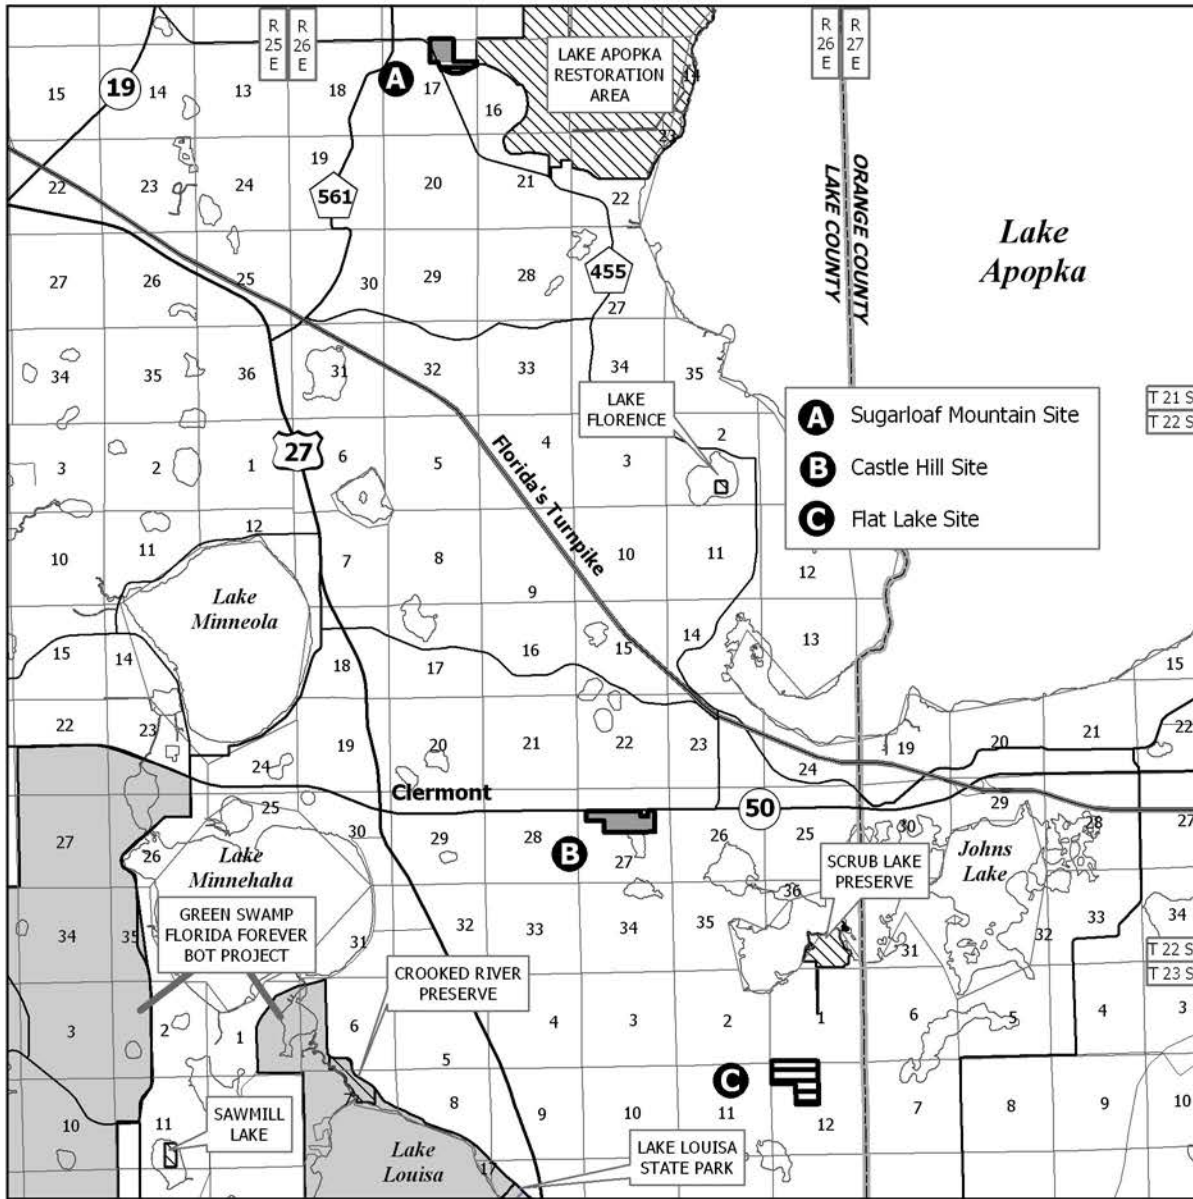 R
25
E
R
26
E
R
26
E
R
27
E
LAKE APOPKA
RESTORATION
AREA
19
A
15
14
13
18
17
16
14
23
19
22
23
24
561
20
21
22
ORANGE COUNTY
LAKE COUNTY
Lake
Apopka
27
26
25
30
29
28
455
27
34
35
36
31
32
33
34
35
LAKE
FLORENCE
T 21 S
T 22 S
A Sugarloaf Mountain Site
B Castle Hill Site
C Flat Lake Site
27
3
2
1
6
5
4
3
2
Florida's Turnpike
12
10
11
7
8
9
10
11
12
Lake
Minneola
15
14
18
17
16
15
14
13
15
22
23
24
19
20
21
22
23
24
19
20
21
22
Clermont
50
25
27
26
30
29
28
B
27
26
25
30
29
28
27
Lake
Minnehaha
SCRUB LAKE
PRESERVE
Johns
Lake
GREEN SWAMP
FLORIDA FOREVER
BOT PROJECT
34
35
31
32
33
34
35
36
31
32
33
34
CROOKED RIVER
PRESERVE
T 22 S
T 23 S
3
2
1
6
5
4
3
2
1
6
5
4
3
C
SAWMILL
LAKE
10
11
7
8
9
10
11
12
7
8
9
10
Lake
Louisa
17
LAKE LOUISA
STATE PARK